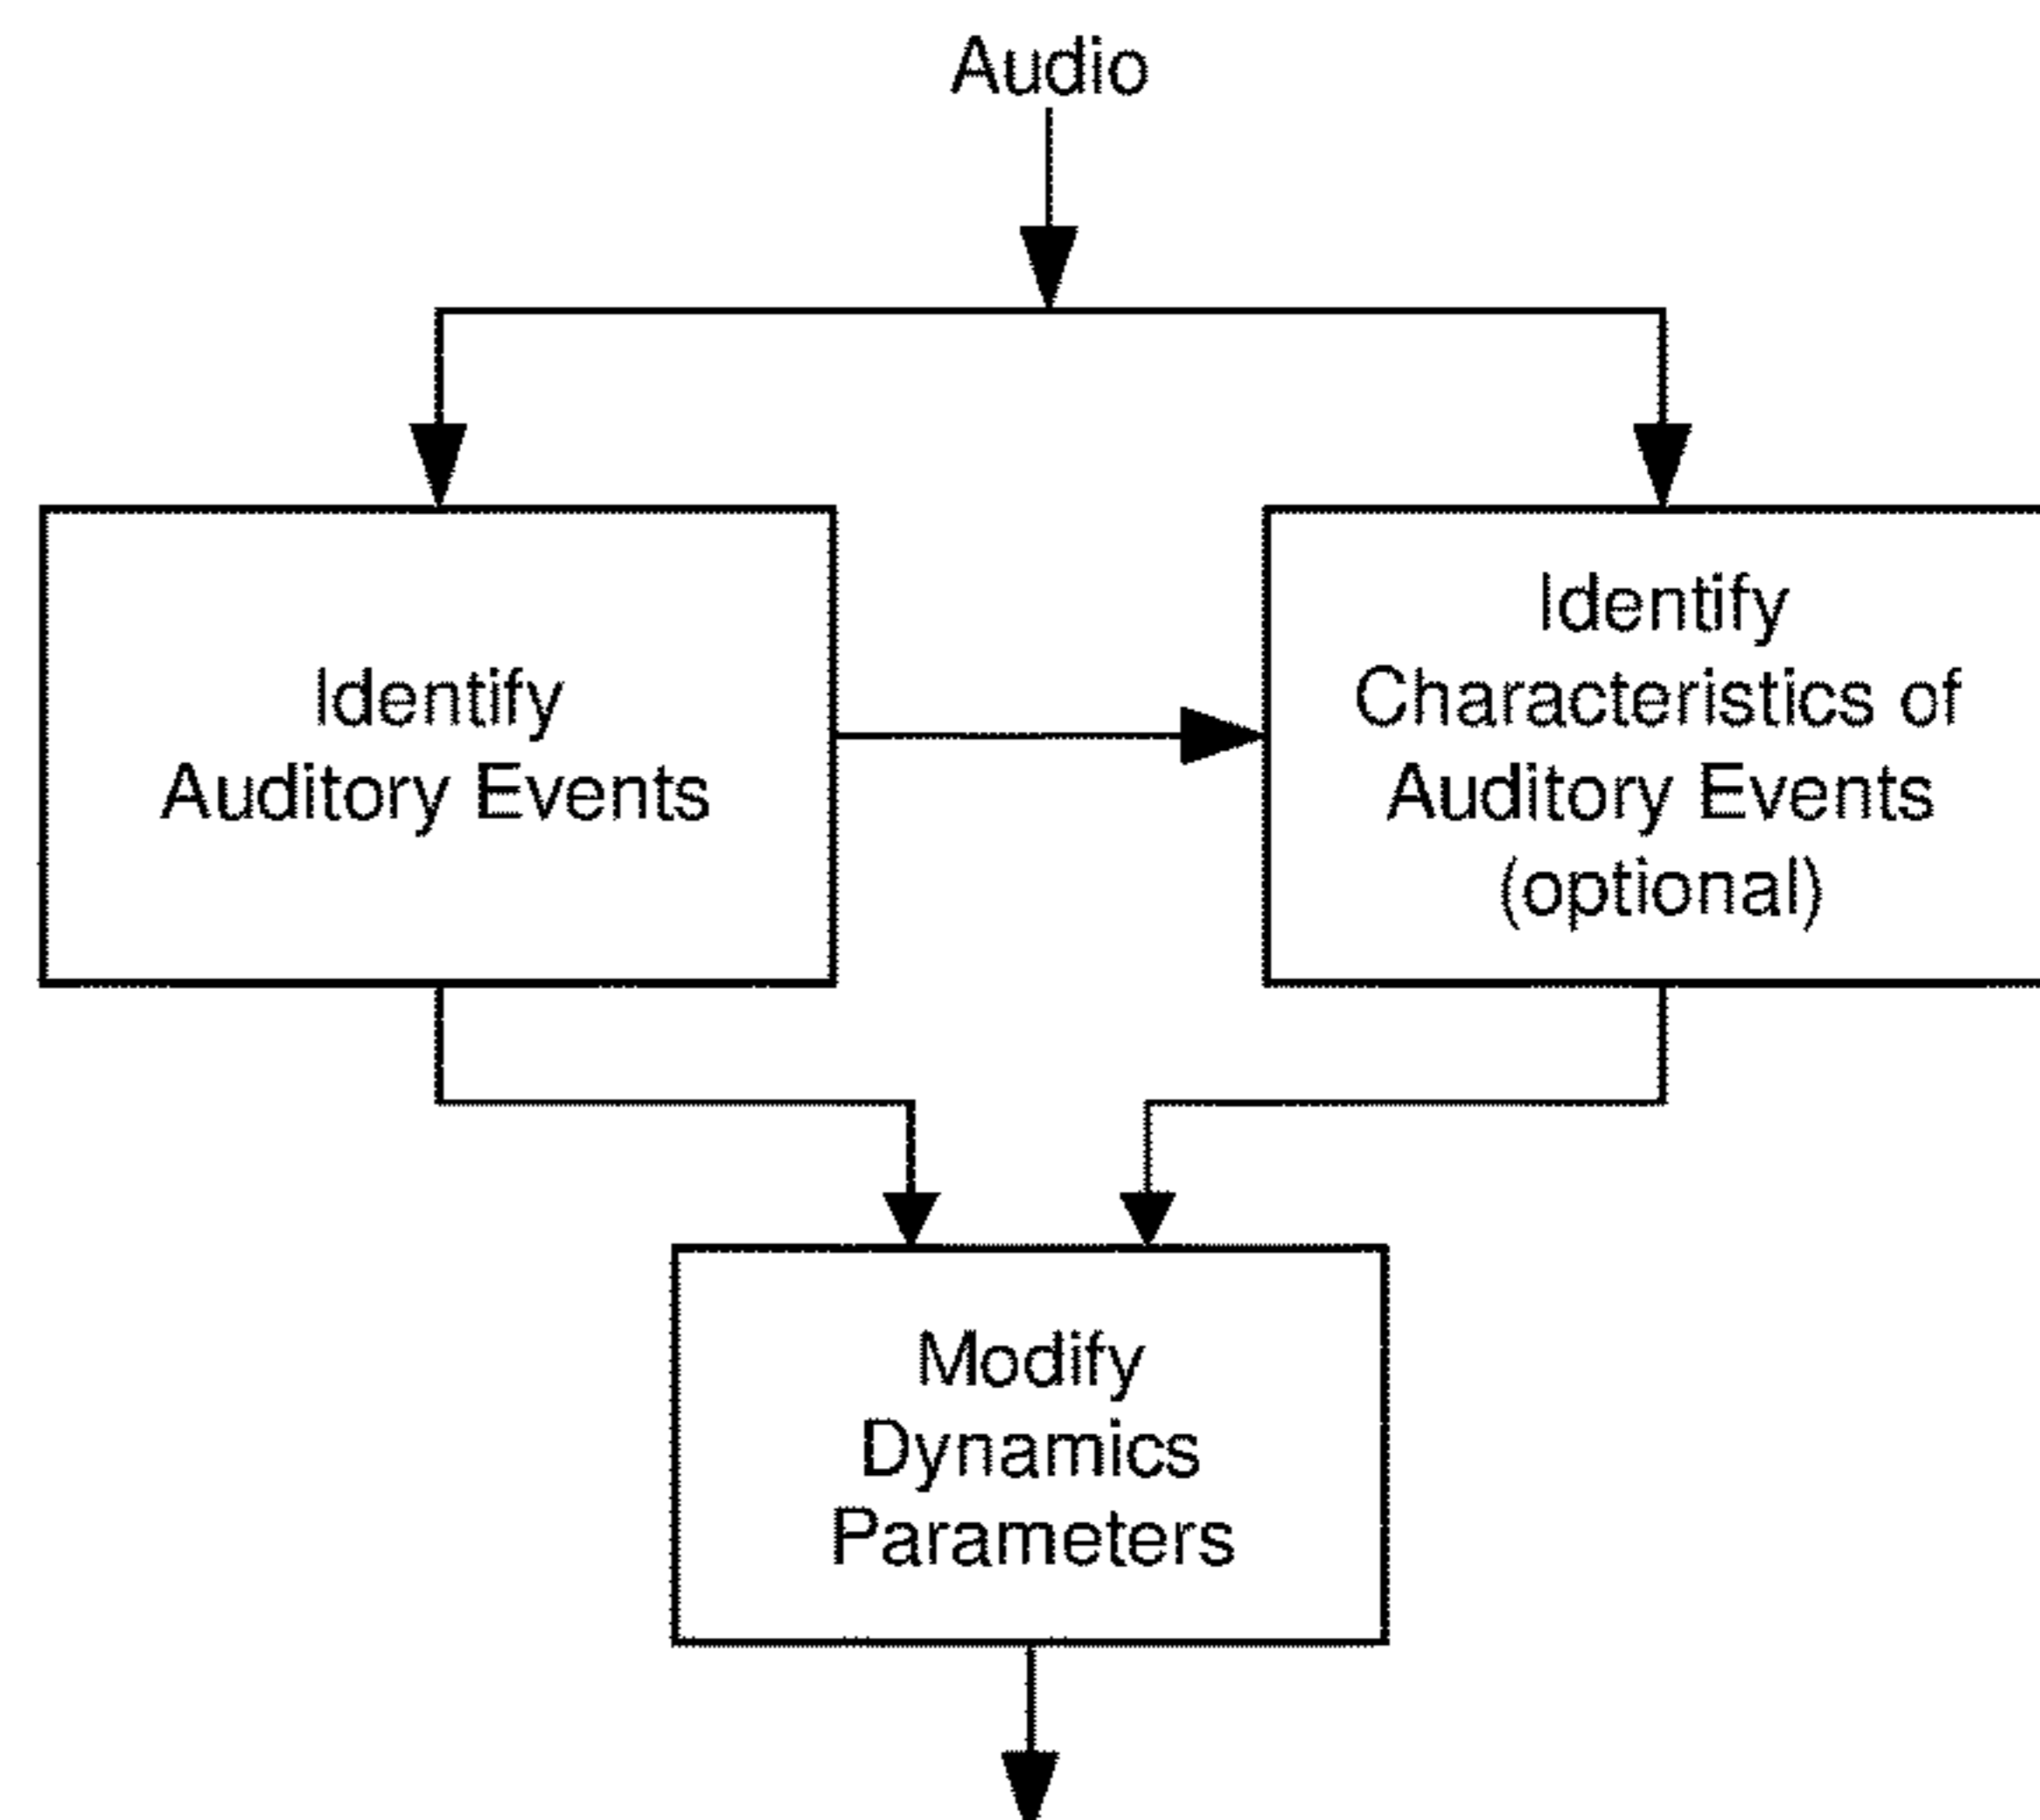 Audio
Identify
Auditory Events
Identify
Characteristics of
Auditory Events
(optional)
Modify
Dynamics
Parameters